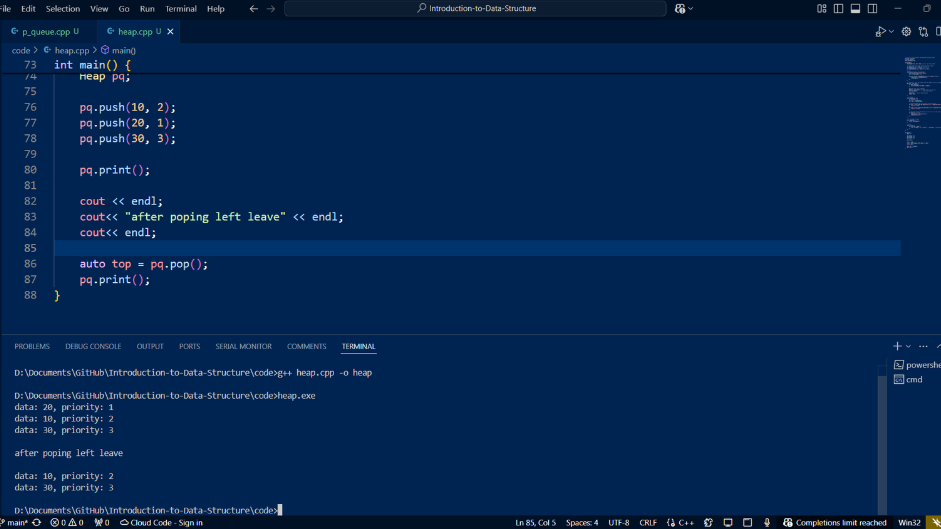 File Edit Selection View Go Run Terminal Help Introduction-to-Data-Structure
p_queue.cpp U heap.cpp U
code > heap.cpp > main()
73 int main() {
74 Heap pq;
75
76 pq.push(10, 2);
77 pq.push(20, 1);
78 pq.push(30, 3);
79
80 pq.print();
81
82 cout << endl;
83 cout<< "after poping left leave" << endl;
84 cout<< endl;
85
86 auto top = pq.pop();
87 pq.print();
88 }
PROBLEMS DEBUG CONSOLE OUTPUT PORTS SERIAL MONITOR COMMENTS TERMINAL
D:\Documents\GitHub\Introduction-to-Data-Structure\code>g++ heap.cpp -o heap
powershe
cmd
D:\Documents\GitHub\Introduction-to-Data-Structure\code>heap.exe
data: 20, priority: 1
data: 10, priority: 2
data: 30, priority: 3
after poping left leave
data: 10, priority: 2
data: 30, priority: 3
D:\Documents\GitHub\Introduction-to-Data-Structure\code>
main* 0 0 0 Cloud Code - Sign in Ln 85, Col 5 Spaces: 4 UTF-8 CRLF C++ Completions limit reached Win32